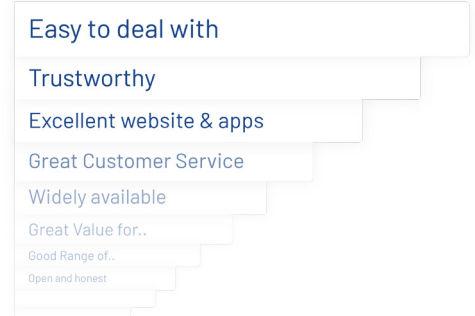 Easy to deal with
Trustworthy
Excellent website & apps
Great Customer Service
Widely available
Great Value for..
Good Range of..
Open and honest